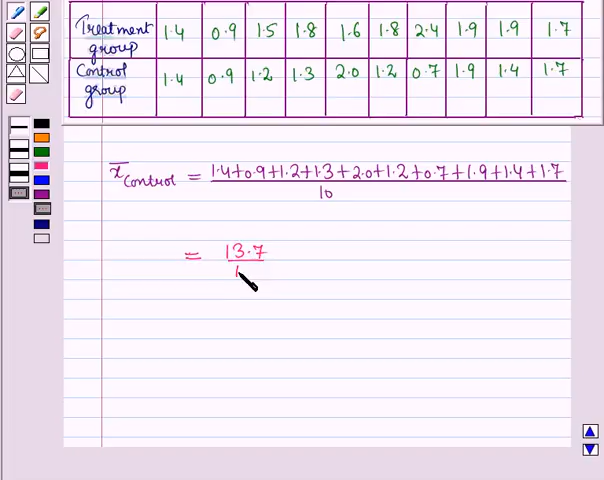 Treatment group 1.4 0.9 1.5 1.8 1.6 1.8 2.4 1.9 1.9 1.7
Control group 1.4 0.9 1.2 1.3 2.0 1.2 0.7 1.9 1.4 1.7
x̄ Control = 1.4+0.9+1.2+1.3+2.0+1.2+0.7+1.9+1.4+1.7
10
= 13.7
1